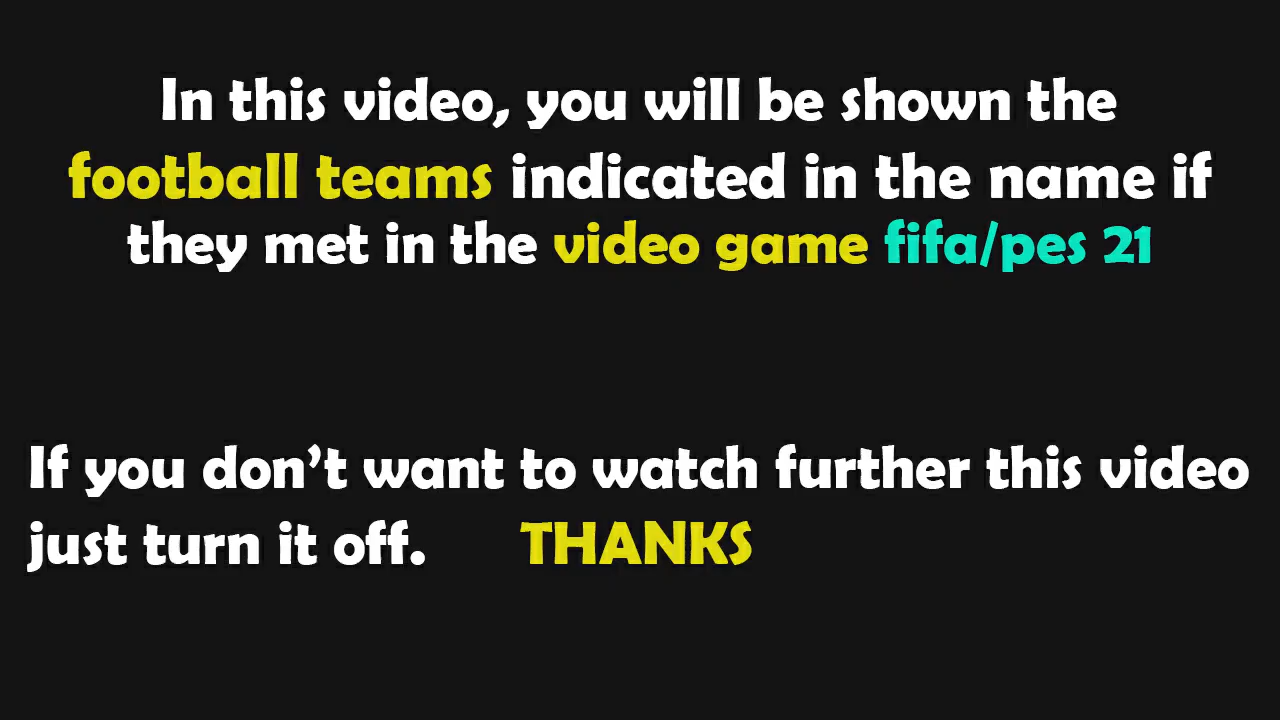 In this video, you will be shown the
football teams indicated in the name if
they met in the video game fifa/pes 21
If you don't want to watch further this video
just turn it off. THANKS